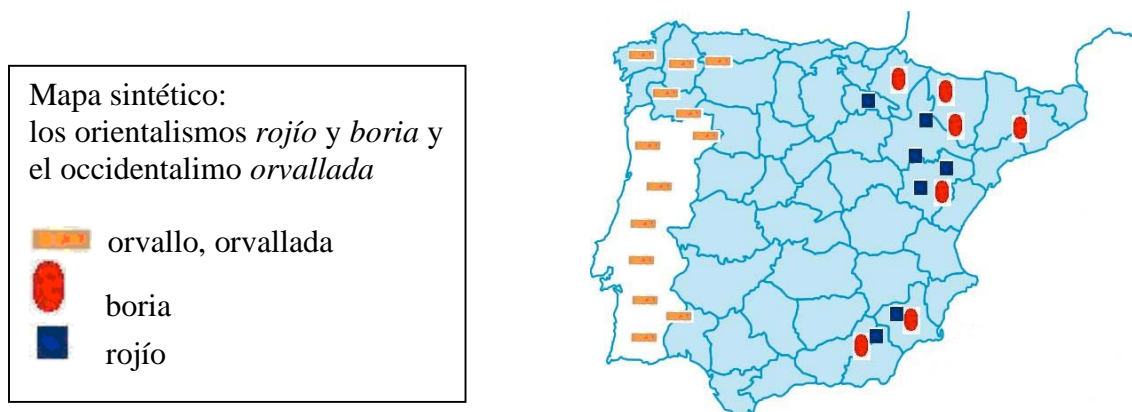 Mapa sintético:
los orientalismos rojío y boria y
el occidentalimo orvallada
orvallo, orvallada
boria
rojío